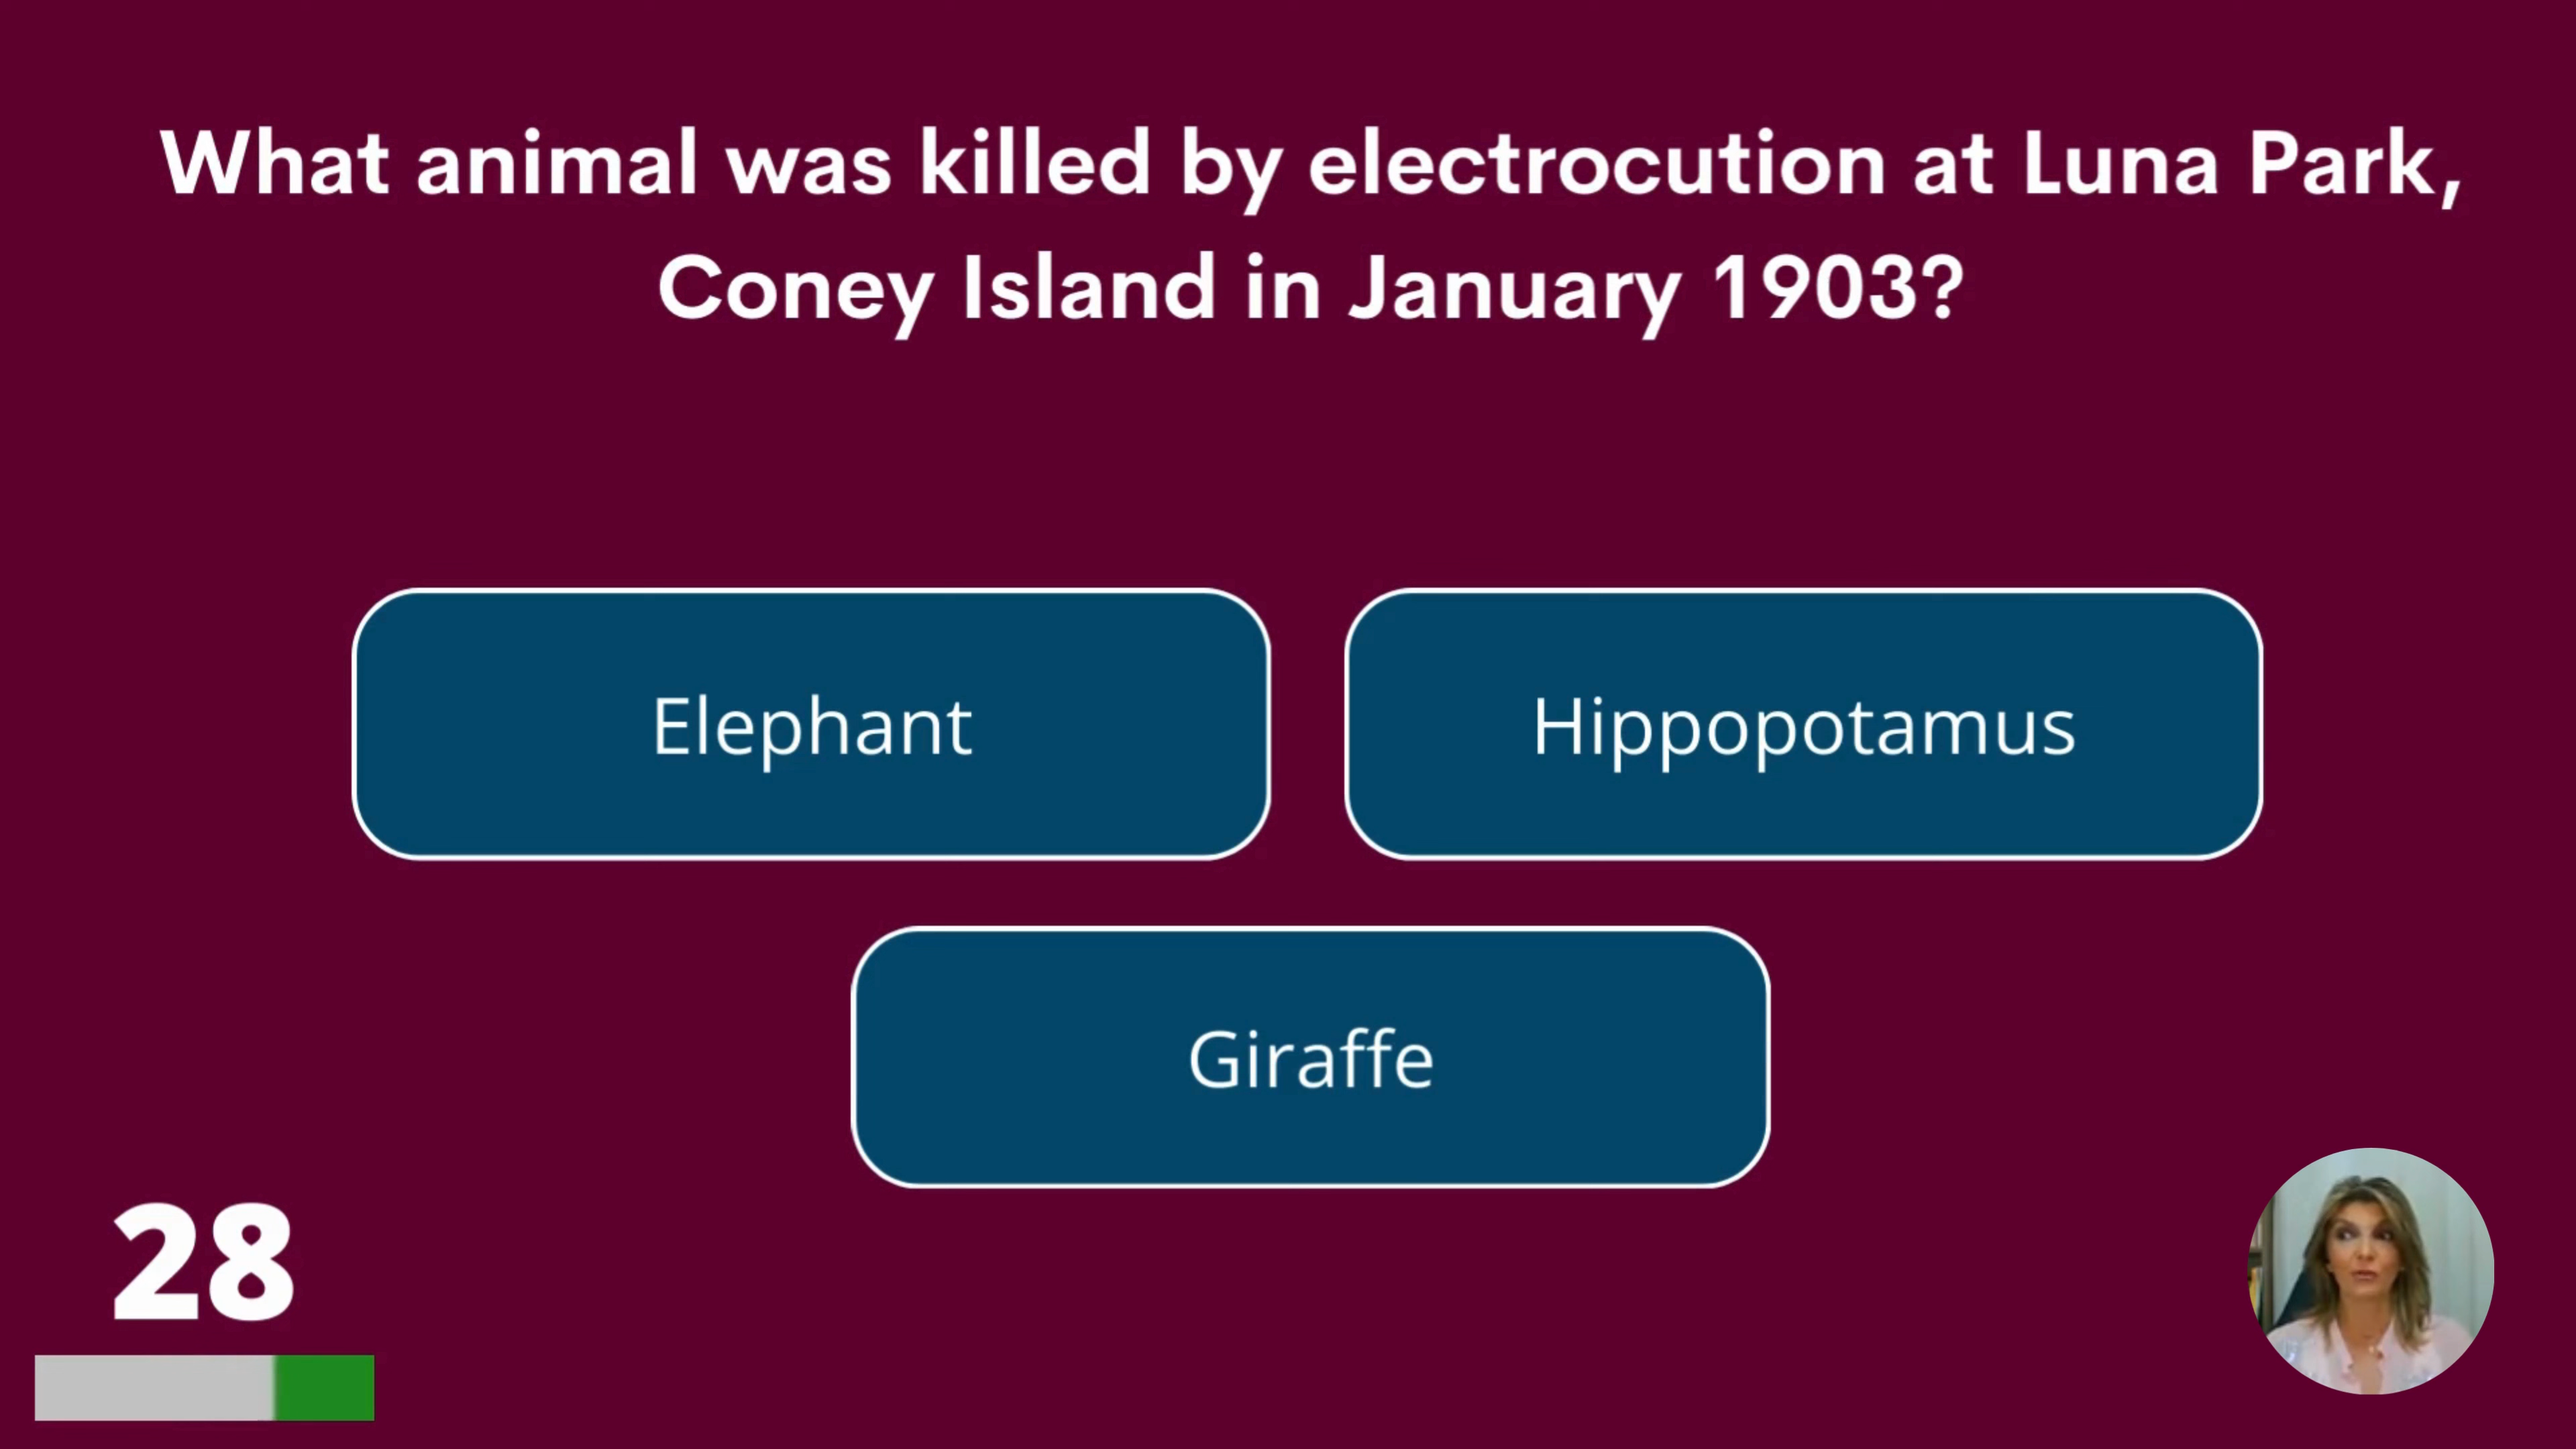 What animal was killed by electrocution at Luna Park,
Coney Island in January 1903?
Elephant
Hippopotamus
Giraffe
28